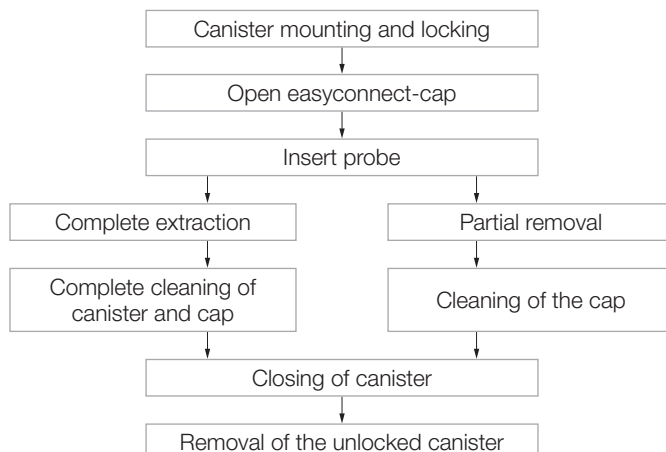 Canister mounting and locking
Open easyconnect-cap
Insert probe
Complete extraction
Partial removal
Complete cleaning of
canister and cap
Cleaning of the cap
Closing of canister
Removal of the unlocked canister